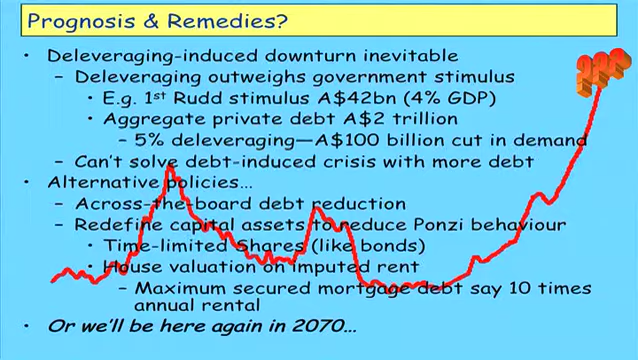 Prognosis & Remedies?
???
• Deleveraging-induced downturn inevitable
– Deleveraging outweighs government stimulus
• E.g. 1st Rudd stimulus A$42bn (4% GDP)
• Aggregate private debt A$2 trillion
– 5% deleveraging—A$100 billion cut in demand
– Can't solve debt-induced crisis with more debt
• Alternative policies…
– Across-the-board debt reduction
– Redefine capital assets to reduce Ponzi behaviour
• Time-limited Shares (like bonds)
• House valuation on imputed rent
– Maximum secured mortgage debt say 10 times
annual rental
• Or we'll be here again in 2070…